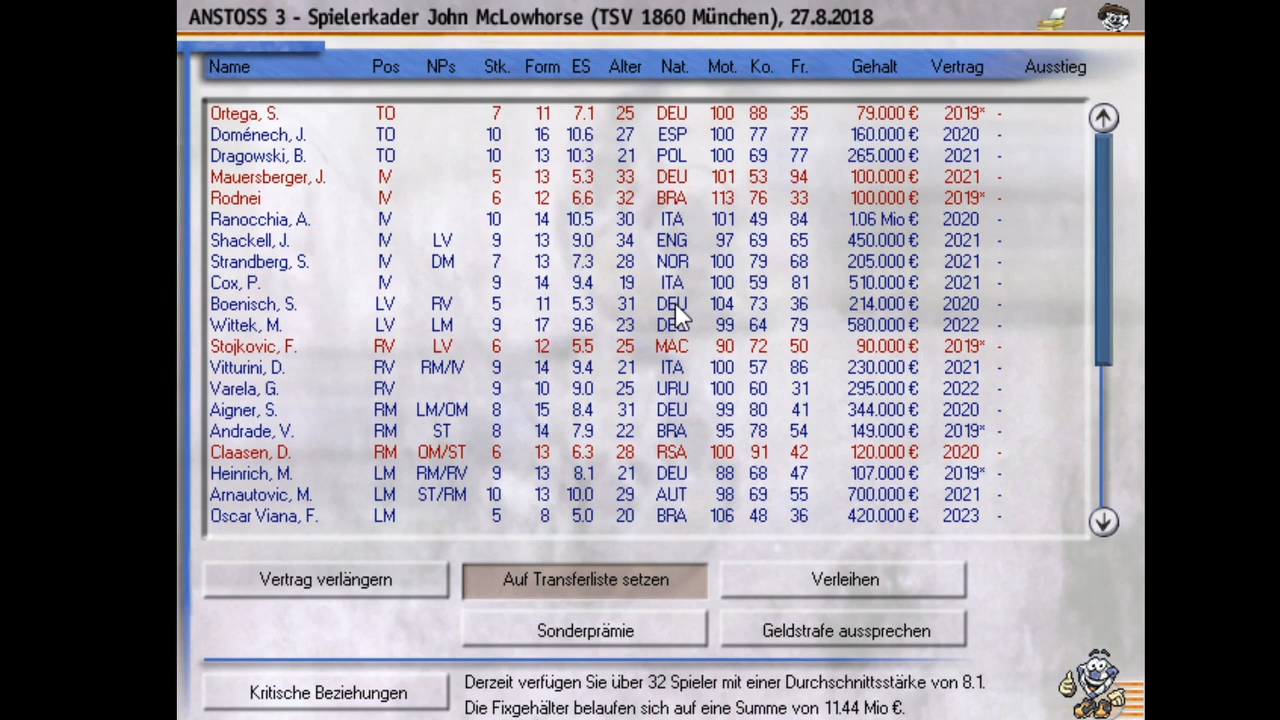 ANSTOSS 3 - Spielerkader John McLowhorse (TSV 1860 München), 27.8.2018
Name Pos NPs Stk. Form ES Alter Nat. Mot. Ko. Fr. Gehalt Vertrag Ausstieg
Ortega, S. TO 7 11 7.1 25 DEU 100 88 35 79.000 € 2019* -
Doménech, J. TO 10 16 10.6 27 ESP 100 77 77 160.000 € 2020 -
Dragowski, B. TO 10 13 10.3 21 POL 100 69 77 265.000 € 2021 -
Mauersberger, J. IV 5 13 5.3 33 DEU 101 53 94 100.000 € 2021 -
Rodnei IV 6 12 6.6 32 BRA 113 76 33 100.000 € 2019* -
Ranocchia, A. IV 10 14 10.5 30 ITA 101 49 84 1.06 Mio € 2020 -
Shackell, J. IV LV 9 13 9.0 34 ENG 97 69 65 450.000 € 2021 -
Strandberg, S. IV DM 7 13 7.3 28 NOR 100 79 68 205.000 € 2021 -
Cox, P. IV 9 14 9.4 19 ITA 100 59 81 510.000 € 2021 -
Boenisch, S. LV RV 5 11 5.3 31 DEU 104 73 36 214.000 € 2020 -
Wittek, M. LV LM 9 17 9.6 23 DEU 99 64 79 580.000 € 2022 -
Stojkovic, F. RV LV 6 12 5.5 25 MAC 90 72 50 90.000 € 2019* -
Vitturini, D. RV RM/IV 9 14 9.4 21 ITA 100 57 86 230.000 € 2021 -
Varela, G. RV 9 10 9.0 25 URU 100 60 31 295.000 € 2022 -
Aigner, S. RM LM/OM 8 15 8.4 31 DEU 99 80 41 344.000 € 2020 -
Andrade, V. RM ST 8 14 7.9 22 BRA 95 78 54 149.000 € 2019* -
Claasen, D. RM OM/ST 6 13 6.3 28 RSA 100 91 42 120.000 € 2020 -
Heinrich, M. LM RM/RV 9 13 8.1 21 DEU 88 68 47 107.000 € 2019* -
Arnautovic, M. LM ST/RM 10 13 10.0 29 AUT 98 69 55 700.000 € 2021 -
Oscar Viana, F. LM 5 8 5.0 20 BRA 106 48 36 420.000 € 2023 -
Vertrag verlängern Auf Transferliste setzen Verleihen
Sonderprämie Geldstrafe aussprechen
Kritische Beziehungen
Derzeit verfügen Sie über 32 Spieler mit einer Durchschnittsstärke von 8.1.
Die Fixgehälter belaufen sich auf eine Summe von 11.44 Mio €.